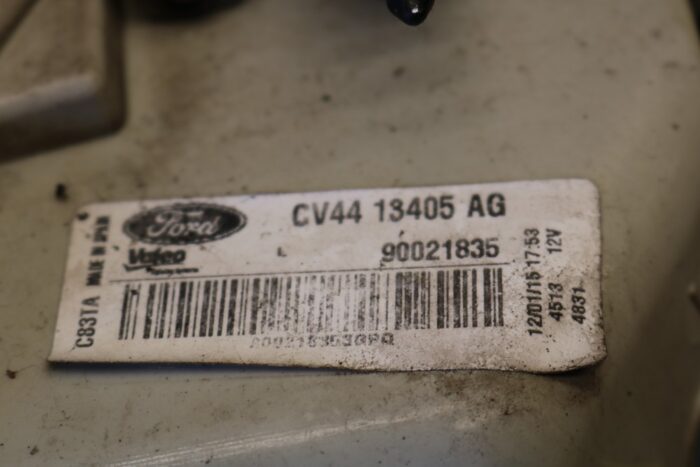 Ford
CV44 13405 AG
Valeo
L
90021835
C83TA MADE IN SPAIN
12/01/15 17:53
4513 12V
4831